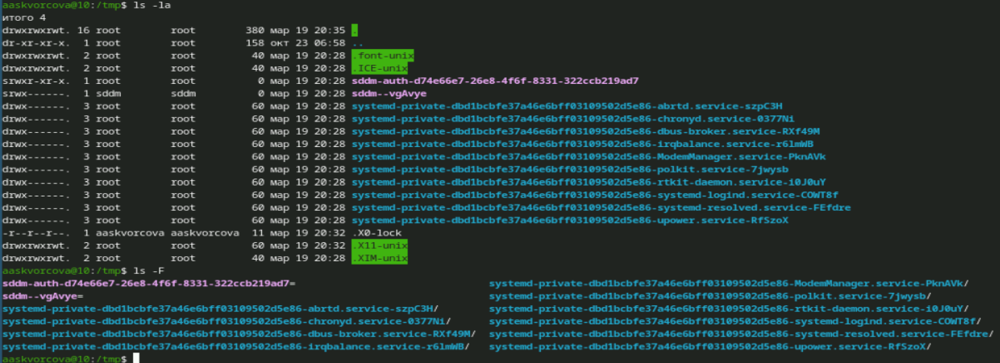 aaskvorcova@10:/tmp$ ls -la
итого 4
drwxrwxrwt. 16 root        root        380 мар 19 20:35 .
dr-xr-xr-x.  1 root        root        158 окт 23 06:58 ..
drwxrwxrwt.  2 root        root         40 мар 19 20:28 .font-unix
drwxrwxrwt.  2 root        root         40 мар 19 20:28 .ICE-unix
srwxr-xr-x.  1 root        root          0 мар 19 20:28 sddm-auth-d74e66e7-26e8-4f6f-8331-322ccb219ad7
srwx------.  1 sddm        sddm          0 мар 19 20:28 sddm--vgAvye
drwx------.  3 root        root         60 мар 19 20:28 systemd-private-dbd1bcbfe37a46e6bff03109502d5e86-abrtd.service-szpC3H
drwx------.  3 root        root         60 мар 19 20:28 systemd-private-dbd1bcbfe37a46e6bff03109502d5e86-chronyd.service-0377Ni
drwx------.  3 root        root         60 мар 19 20:28 systemd-private-dbd1bcbfe37a46e6bff03109502d5e86-dbus-broker.service-RXf49M
drwx------.  3 root        root         60 мар 19 20:28 systemd-private-dbd1bcbfe37a46e6bff03109502d5e86-irqbalance.service-r6lmWB
drwx------.  3 root        root         60 мар 19 20:28 systemd-private-dbd1bcbfe37a46e6bff03109502d5e86-ModemManager.service-PknAVk
drwx------.  3 root        root         60 мар 19 20:28 systemd-private-dbd1bcbfe37a46e6bff03109502d5e86-polkit.service-7jwysb
drwx------.  3 root        root         60 мар 19 20:28 systemd-private-dbd1bcbfe37a46e6bff03109502d5e86-rtkit-daemon.service-i0J0uY
drwx------.  3 root        root         60 мар 19 20:28 systemd-private-dbd1bcbfe37a46e6bff03109502d5e86-systemd-logind.service-COWT8f
drwx------.  3 root        root         60 мар 19 20:28 systemd-private-dbd1bcbfe37a46e6bff03109502d5e86-systemd-resolved.service-FEfdre
drwx------.  3 root        root         60 мар 19 20:28 systemd-private-dbd1bcbfe37a46e6bff03109502d5e86-upower.service-RfSzoX
-r--r--r--.  1 aaskvorcova aaskvorcova  11 мар 19 20:32 .X0-lock
drwxrwxrwt.  2 root        root         60 мар 19 20:32 .X11-unix
drwxrwxrwt.  2 root        root         40 мар 19 20:28 .XIM-unix
aaskvorcova@10:/tmp$ ls -F
sddm-auth-d74e66e7-26e8-4f6f-8331-322ccb219ad7= systemd-private-dbd1bcbfe37a46e6bff03109502d5e86-ModemManager.service-PknAVk/
sddm--vgAvye= systemd-private-dbd1bcbfe37a46e6bff03109502d5e86-polkit.service-7jwysb/
systemd-private-dbd1bcbfe37a46e6bff03109502d5e86-abrtd.service-szpC3H/ systemd-private-dbd1bcbfe37a46e6bff03109502d5e86-rtkit-daemon.service-i0J0uY/
systemd-private-dbd1bcbfe37a46e6bff03109502d5e86-chronyd.service-0377Ni/ systemd-private-dbd1bcbfe37a46e6bff03109502d5e86-systemd-logind.service-COWT8f/
systemd-private-dbd1bcbfe37a46e6bff03109502d5e86-dbus-broker.service-RXf49M/ systemd-private-dbd1bcbfe37a46e6bff03109502d5e86-systemd-resolved.service-FEfdre/
systemd-private-dbd1bcbfe37a46e6bff03109502d5e86-irqbalance.service-r6lmWB/ systemd-private-dbd1bcbfe37a46e6bff03109502d5e86-upower.service-RfSzoX/
aaskvorcova@10:/tmp$